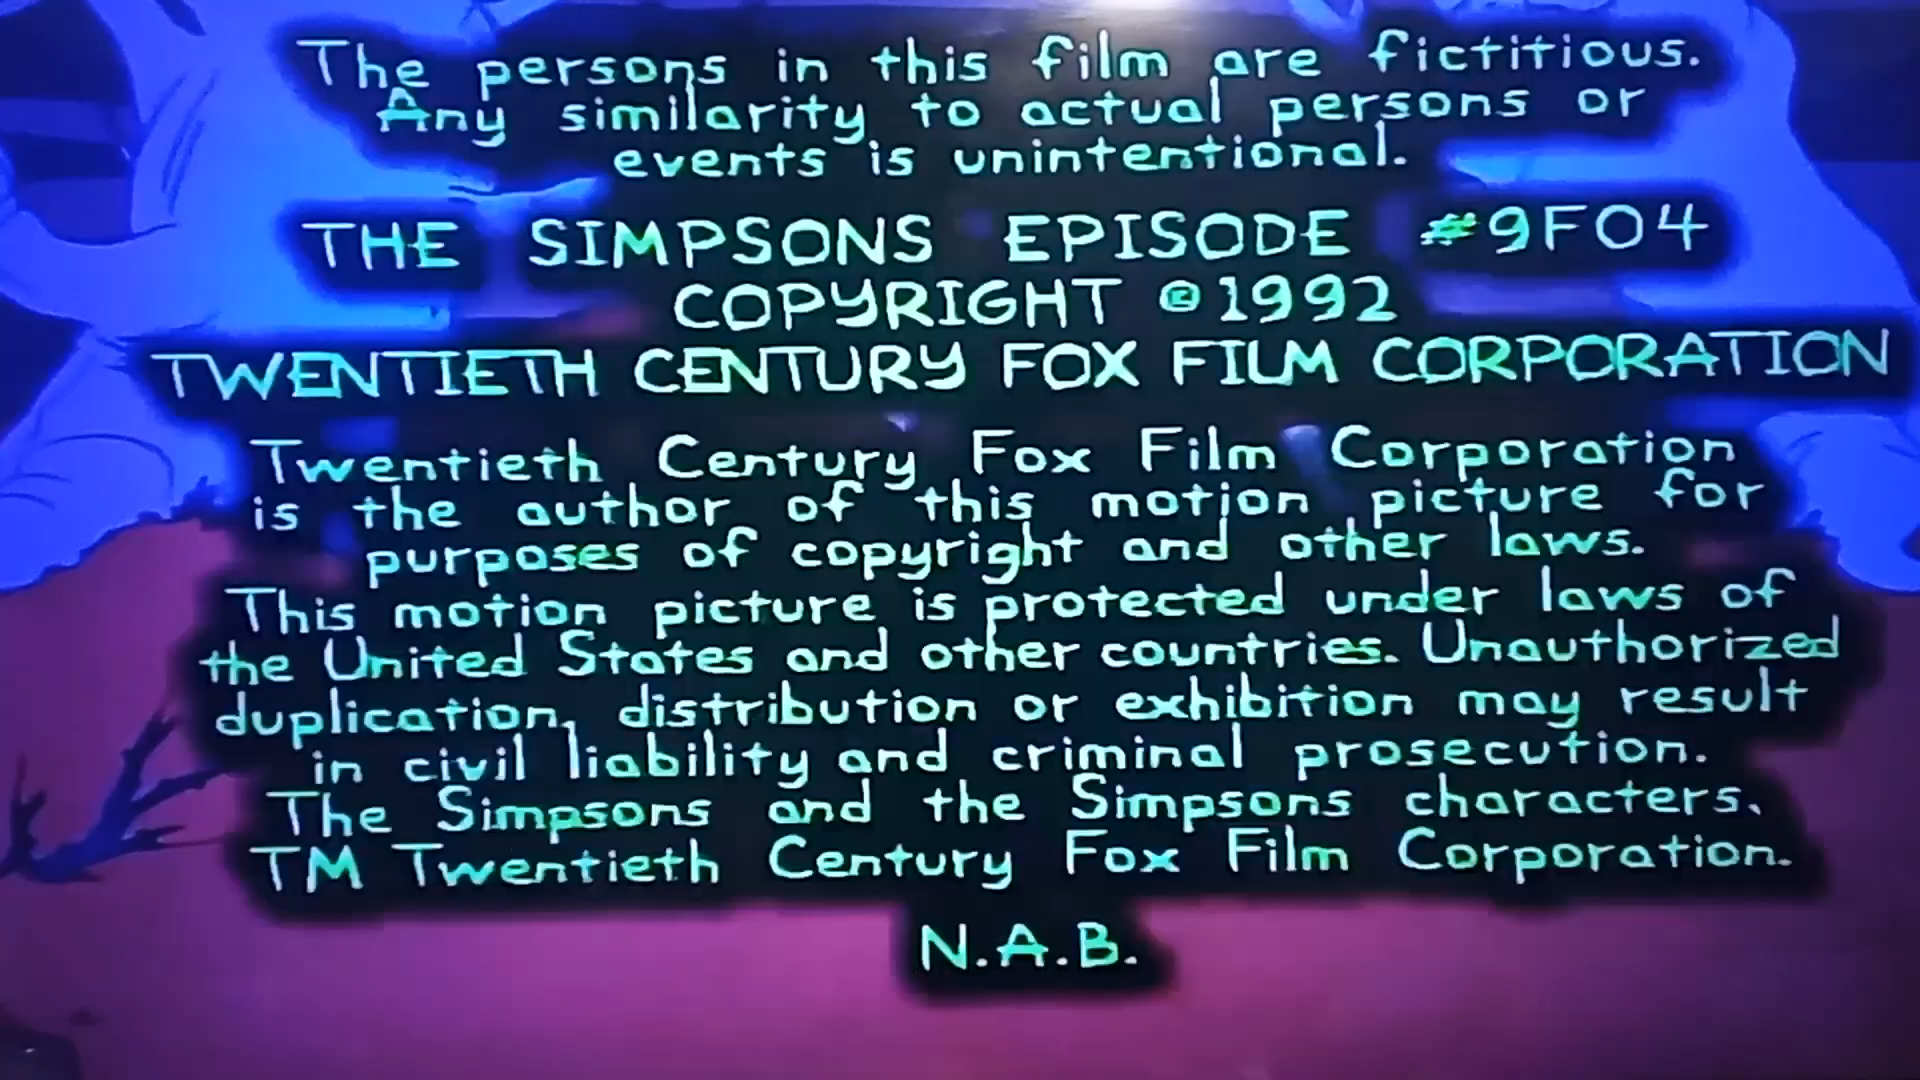 The persons in this film are fictitious.
Any similarity to actual persons or
events is unintentional.
THE SIMPSONS EPISODE #9F04
COPYRIGHT ©1992
TWENTIETH CENTURY FOX FILM CORPORATION
Twentieth Century Fox Film Corporation
is the author of this motion picture for
purposes of copyright and other laws.
This motion picture is protected under laws of
the United States and other countries. Unauthorized
duplication, distribution or exhibition may result
in civil liability and criminal prosecution.
The Simpsons and the Simpsons characters,
TM Twentieth Century Fox Film Corporation.
N.A.B.